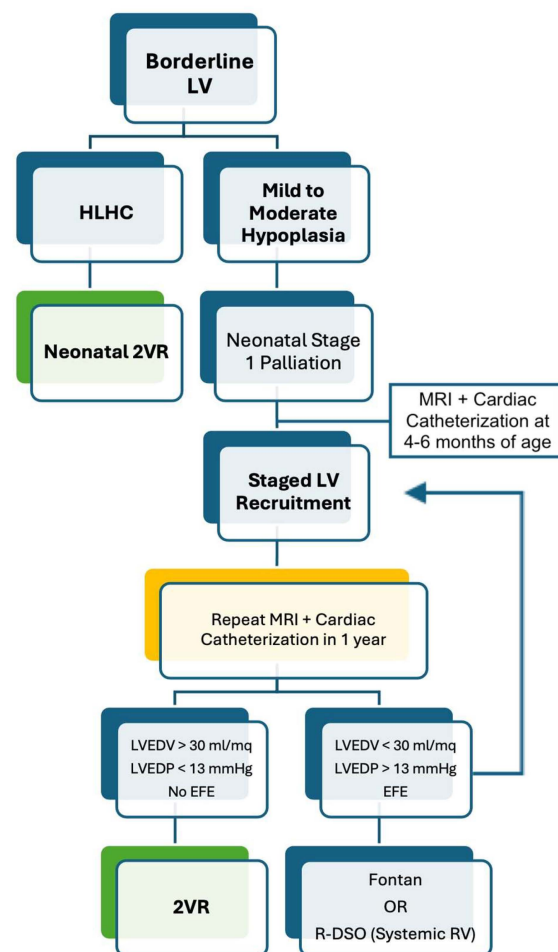 Borderline
LV
HLHC
Mild to
Moderate
Hypoplasia
Neonatal 2VR
Neonatal Stage
1 Palliation
MRI + Cardiac
Catheterization at
4-6 months of age
Staged LV
Recruitment
Repeat MRI + Cardiac
Catheterization in 1 year
LVEDV > 30 ml/mq
LVEDP < 13 mmHg
No EFE
LVEDV < 30 ml/mq
LVEDP > 13 mmHg
EFE
2VR
Fontan
OR
R-DSO (Systemic RV)